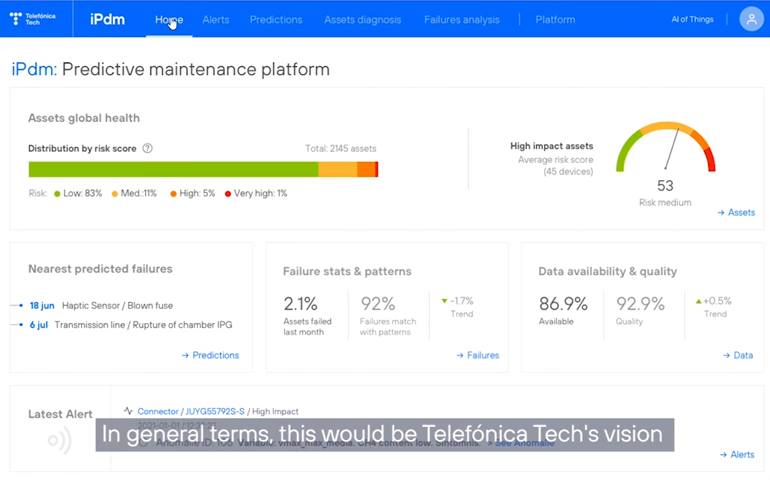 Telefónica
Tech
iPdm
Home
Alerts
Predictions
Assets diagnosis
Failures analysis
Platform
AI of Things
iPdm: Predictive maintenance platform
Assets global health
Distribution by risk score ?
Total: 2145 assets
Risk: Low: 83% Med.:11% High: 5% Very high: 1%
High impact assets
Average risk score
(45 devices)
53
Risk medium
→ Assets
Nearest predicted failures
18 jun Haptic Sensor / Blown fuse
6 jul Transmission line / Rupture of chamber IPG
→ Predictions
Failure stats & patterns
2.1%
Assets failed
last month
92%
Failures match
with patterns
-1.7%
Trend
→ Failures
Data availability & quality
86.9%
Available
92.9%
Quality
+0.5%
Trend
→ Data
Latest Alert
Connector / JUYG55792S-S / High Impact
In general terms, this would be Telefónica Tech's vision
→ Alerts